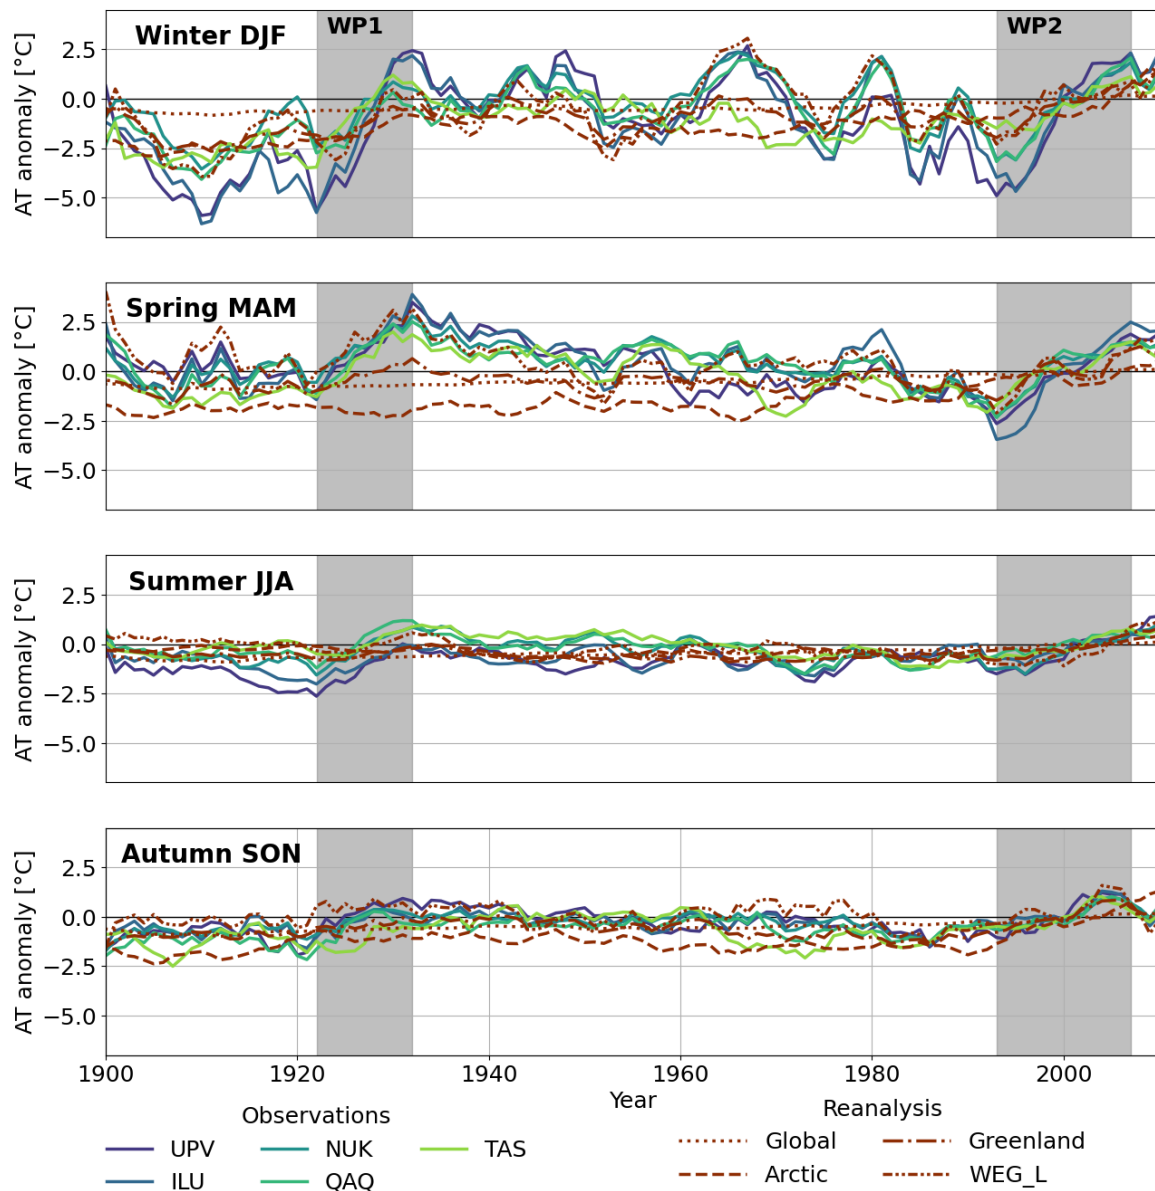 Winter DJF
WP1
WP2
AT anomaly [°C]
2.5
0.0
−2.5
−5.0
Spring MAM
AT anomaly [°C]
2.5
0.0
−2.5
−5.0
Summer JJA
AT anomaly [°C]
2.5
0.0
−2.5
−5.0
Autumn SON
AT anomaly [°C]
2.5
0.0
−2.5
−5.0
1900 1920 1940 1960 1980 2000
Year
Observations
UPV NUK TAS
ILU QAQ
Reanalysis
Global Greenland
Arctic WEG_L